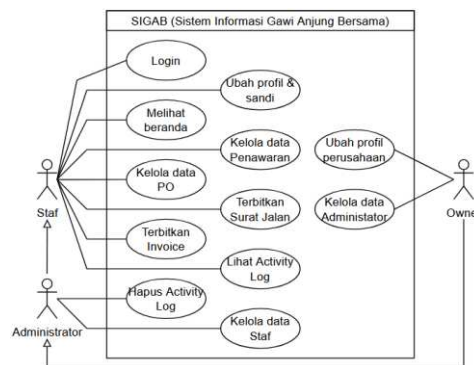 SIGAB (Sistem Informasi Gawi Anjung Bersama)
Login
Ubah profil &
sandi
Melihat
beranda
Kelola data
Penawaran
Ubah profil
perusahaan
Kelola data
PO
Terbitkan
Surat Jalan
Kelola data
Administator
Staf
Owne
Terbitkan
Invoice
Lihat Activity
Log
Hapus Activity
Log
Kelola data
Staf
Administrator